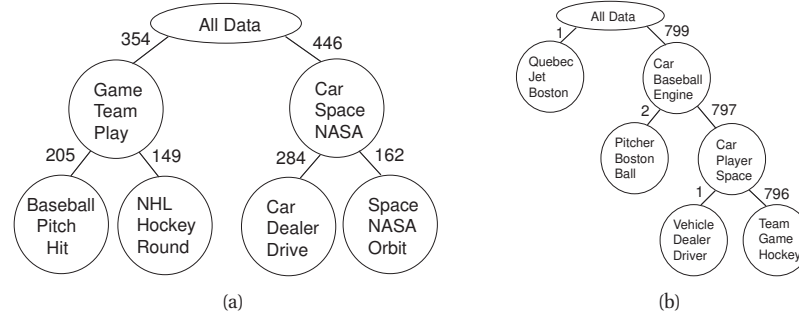 All Data
354
446
Game
Team
Play
Car
Space
NASA
205
149
284
162
Baseball
Pitch
Hit
NHL
Hockey
Round
Car
Dealer
Drive
Space
NASA
Orbit
(a)
All Data
1
799
Quebec
Jet
Boston
Car
Baseball
Engine
2
797
Pitcher
Boston
Ball
Car
Player
Space
1
796
Vehicle
Dealer
Driver
Team
Game
Hockey
(b)